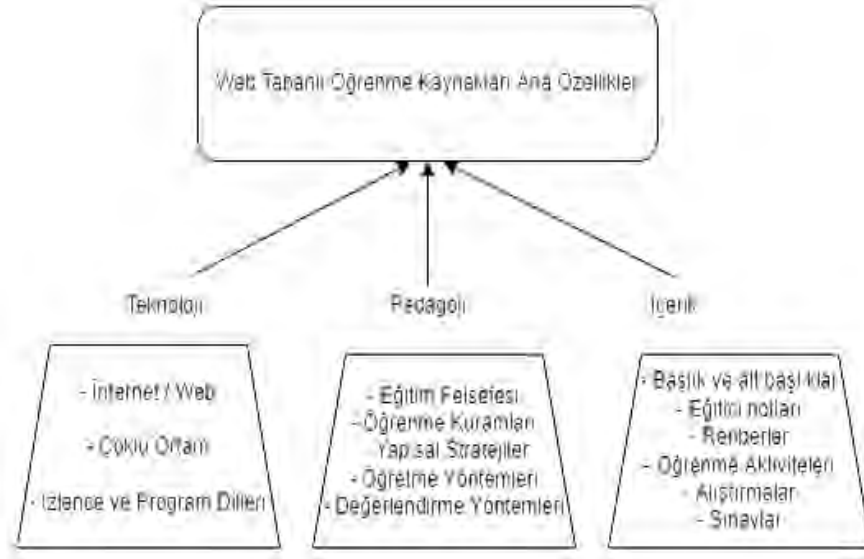 Web Tabanlı Öğrenme Kaynakları Ana Özellikler
Teknoloji
Pedagoji
İçerik
- İnternet / Web
- Çoklu Ortam
- İzlence ve Program Dilleri
- Eğitim Felsefesi
- Öğrenme Kuramları
Yapısal Stratejiler
- Öğretme Yöntemleri
- Değerlendirme Yöntemleri
- Başlık ve alt başlıklar
- Eğitici notları
- Rehberler
- Öğrenme Aktiviteleri
- Alıştırmalar
- Sınavlar